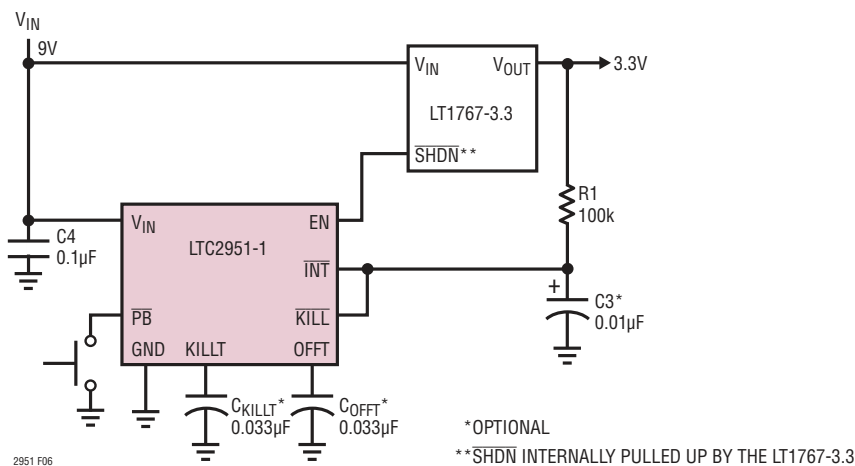 VIN
9V
VIN
VOUT
3.3V
LT1767-3.3
SHDN**
R1
100k
VIN
EN
C4
0.1µF
LTC2951-1
INT
+
C3*
0.01µF
PB
KILL
GND
KILLT
OFFT
CKILLT*
0.033µF
COFFT*
0.033µF
*OPTIONAL
**SHDN INTERNALLY PULLED UP BY THE LT1767-3.3
2951 F06